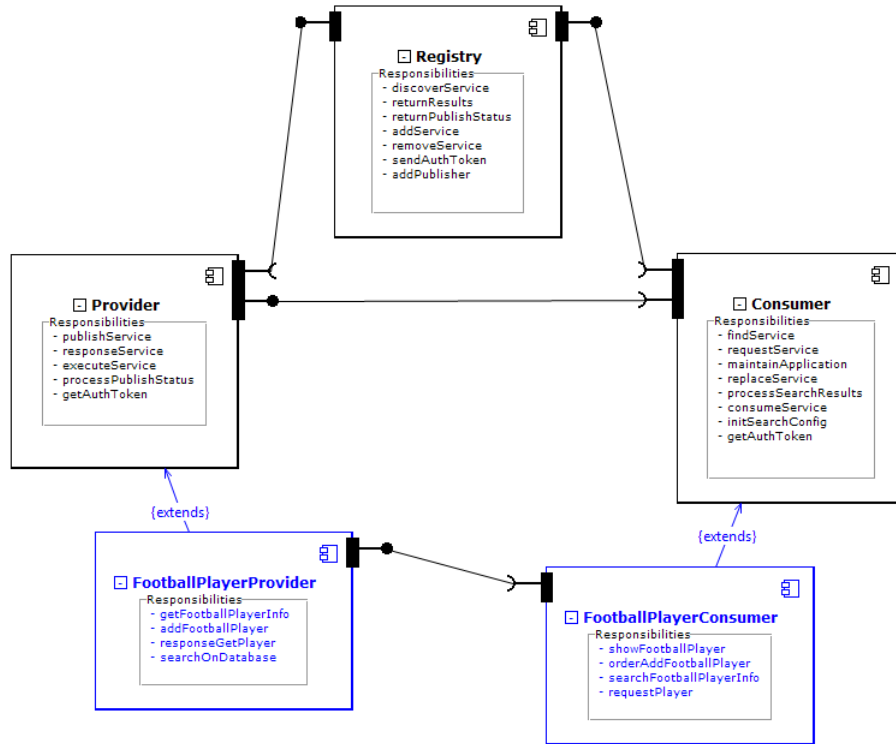 Registry
Responsibilities
- discoverService
- returnResults
- returnPublishStatus
- addService
- removeService
- sendAuthToken
- addPublisher
Provider
Responsibilities
- publishService
- responseService
- executeService
- processPublishStatus
- getAuthToken
Consumer
Responsibilities
- findService
- requestService
- maintainApplication
- replaceService
- processSearchResults
- consumeService
- initSearchConfig
- getAuthToken
{extends}
{extends}
FootballPlayerProvider
Responsibilities
- getFootballPlayerInfo
- addFootballPlayer
- responseGetPlayer
- searchOnDatabase
FootballPlayerConsumer
Responsibilities
- showFootballPlayer
- orderAddFootballPlayer
- searchFootballPlayerInfo
- requestPlayer